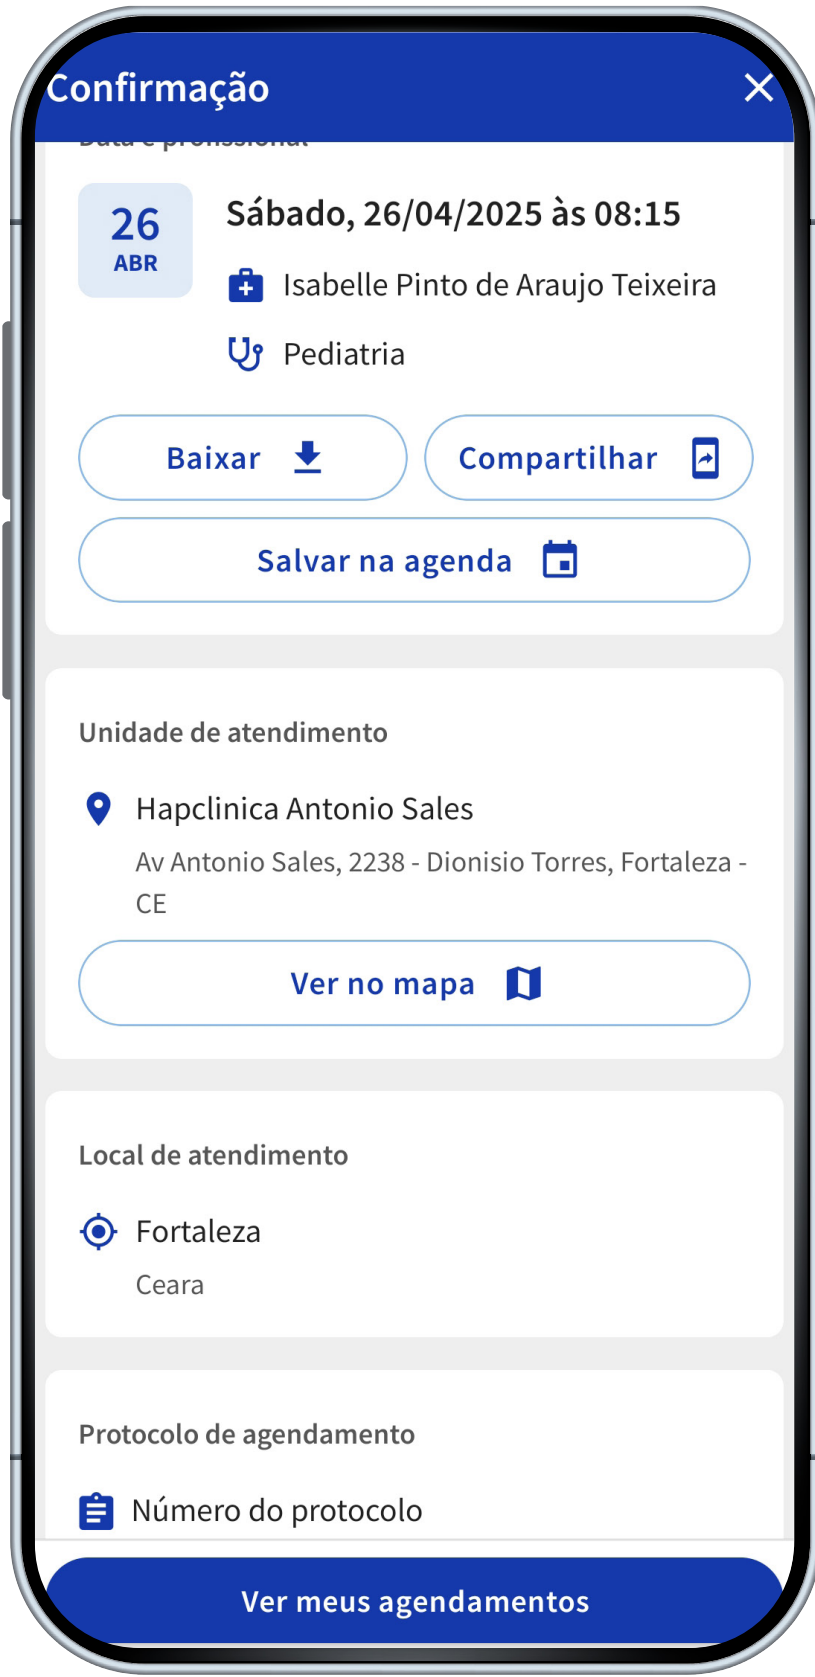 Confirmação
Data e profissional
26
ABR
Sábado, 26/04/2025 às 08:15
Isabelle Pinto de Araujo Teixeira
Pediatria
Baixar
Compartilhar
Salvar na agenda
Unidade de atendimento
Hapclinica Antonio Sales
Av Antonio Sales, 2238 - Dionisio Torres, Fortaleza -
CE
Ver no mapa
Local de atendimento
Fortaleza
Ceara
Protocolo de agendamento
Número do protocolo
Ver meus agendamentos